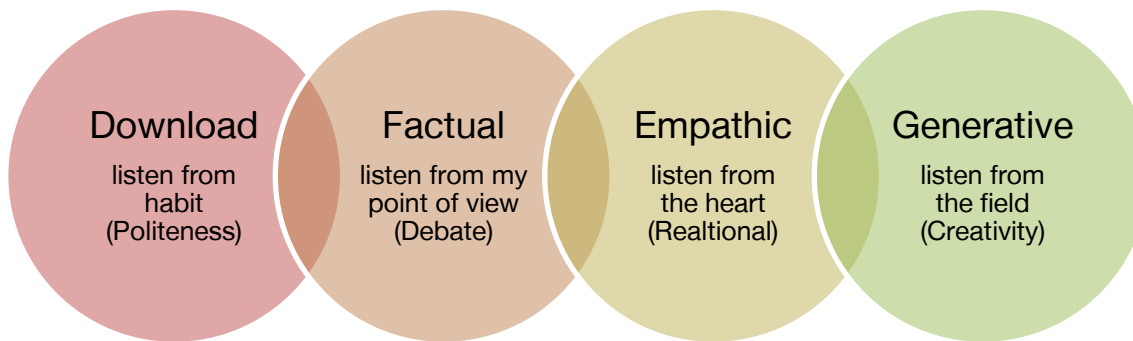 Download
listen from
habit
(Politeness)
Factual
listen from my
point of view
(Debate)
Empathic
listen from
the heart
(Realtional)
Generative
listen from
the field
(Creativity)